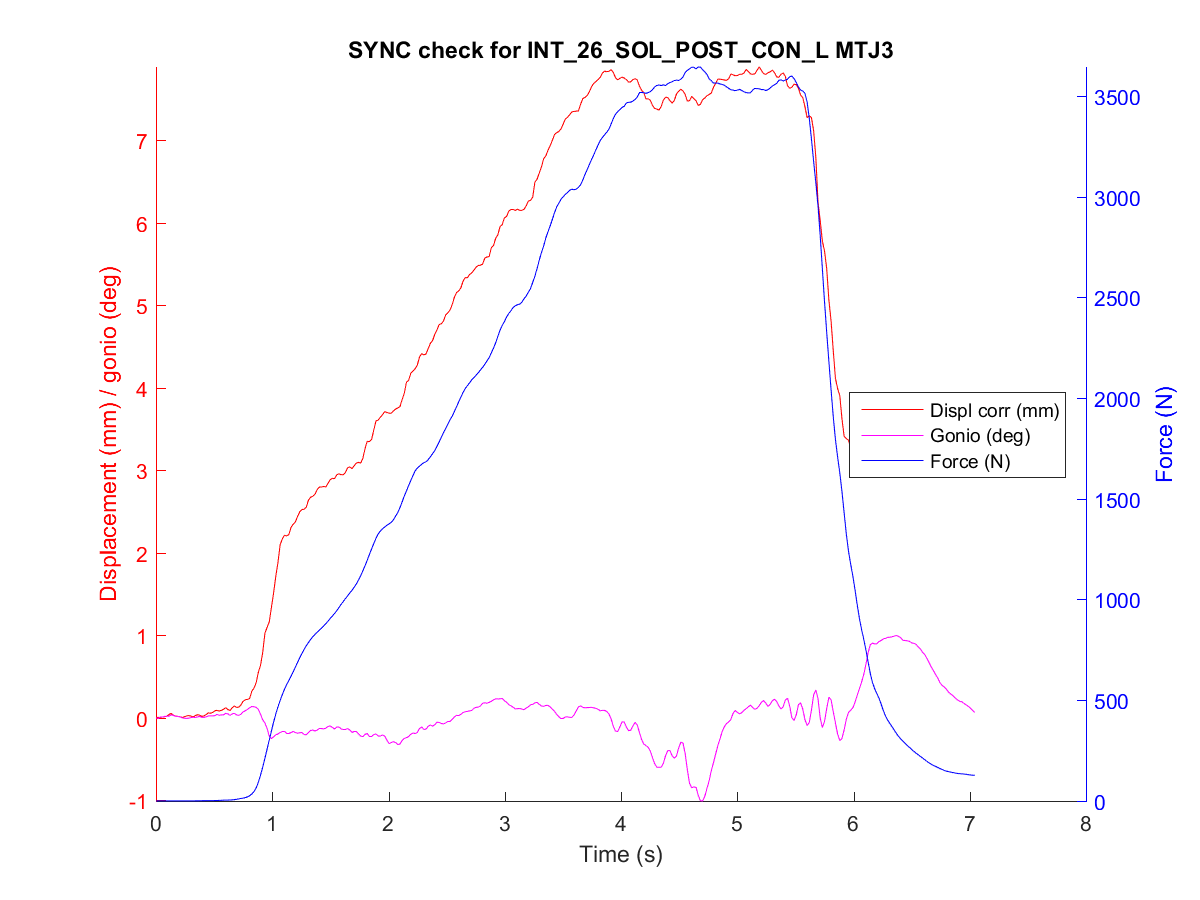 SYNC check for INT_26_SOL_POST_CON_L MTJ3
Displacement (mm) / gonio (deg)
7
6
5
4
3
2
1
0
-1
3500
3000
2500
2000
1500
1000
500
0
Force (N)
Displ corr (mm)
Gonio (deg)
Force (N)
0 1 2 3 4 5 6 7 8
Time (s)